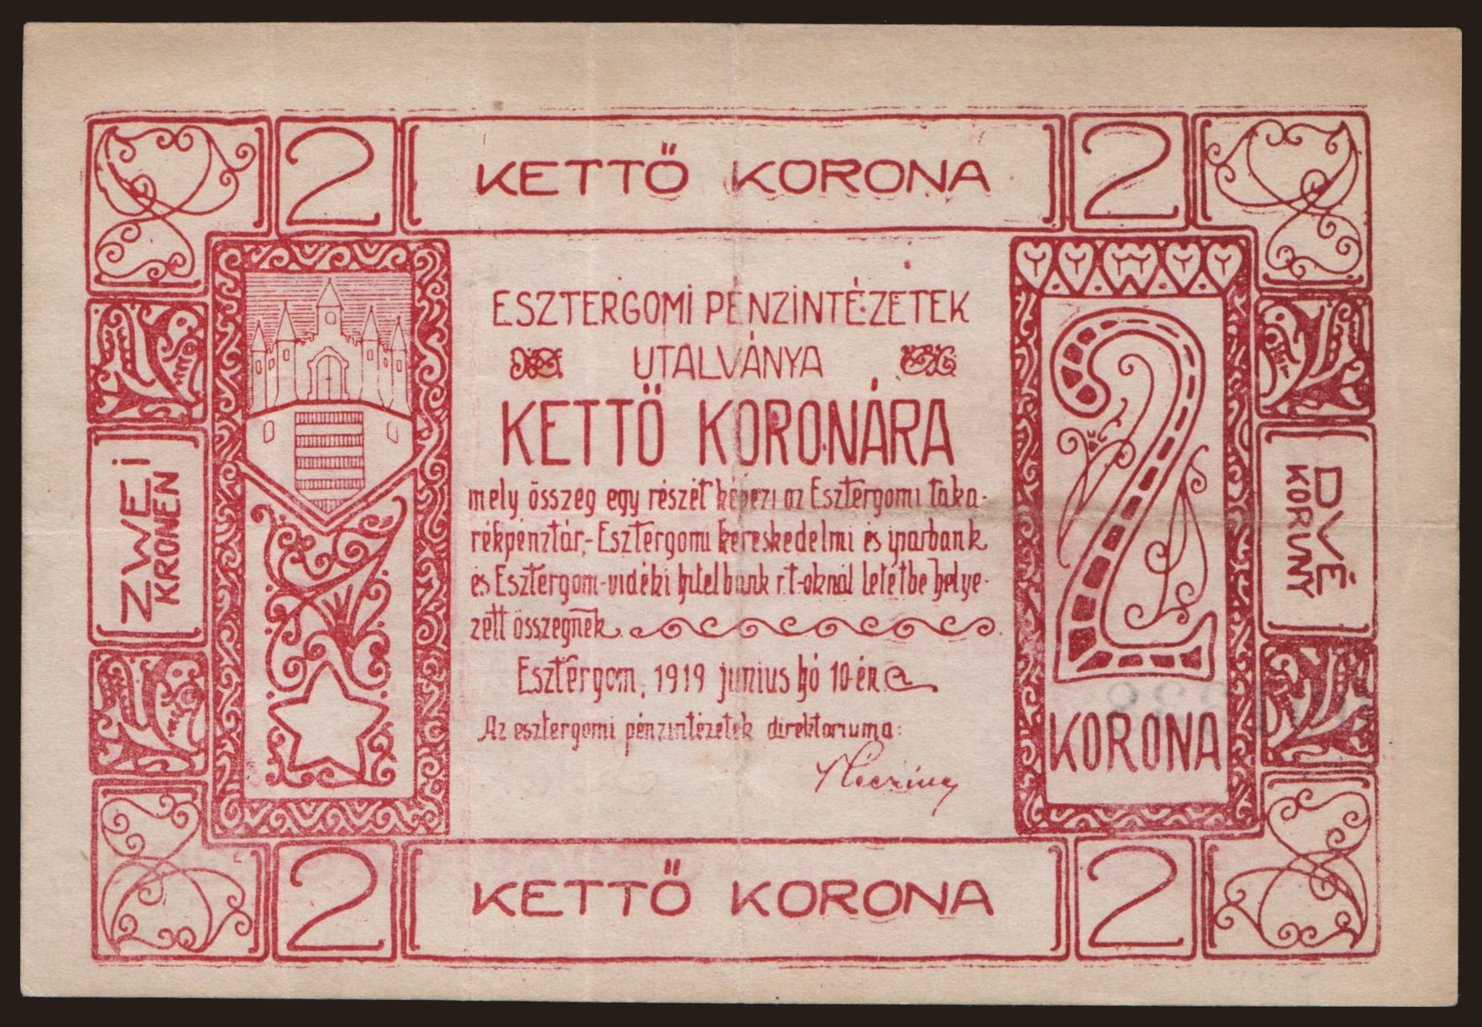 2 KETTŐ KORONA 2
ESZTERGOMI PÉNZINTÉZETEK
UTALVÁNYA
KETTŐ KORONÁRA
mely összeg egy részét képezi az Esztergomi taka-
rékpénztár,- Esztergomi kereskedelmi és iparbank
és Esztergom-vidéki hitelbank r.t-oknál letétbe helye-
zett összegnek.
Esztergom, 1919 junius hó 10-én.
Az esztergomi pénzintézetek direktoriuma:
ZWEI
KRONEN
2
KORONA
DVÉ
KORUNY
2 KETTŐ KORONA 2